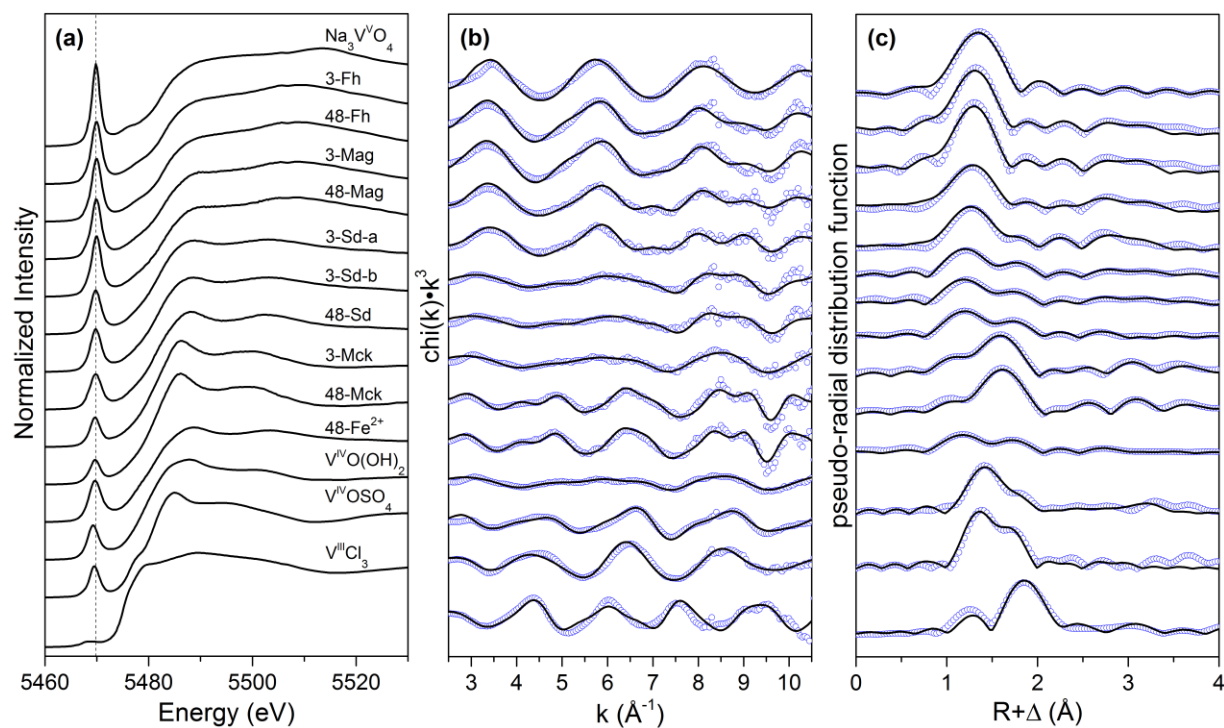 (a)
Na₃VⱽO₄
3-Fh
48-Fh
3-Mag
48-Mag
3-Sd-a
3-Sd-b
48-Sd
3-Mck
48-Mck
48-Fe²⁺
VᴵⱽO(OH)₂
VᴵⱽOSO₄
VᴵᴵᴵCl₃
Normalized Intensity
5460 5480 5500 5520
Energy (eV)
(b)
chi(k)•k³
3 4 5 6 7 8 9 10
k (Å⁻¹)
(c)
pseudo-radial distribution function
0 1 2 3 4
R+Δ (Å)